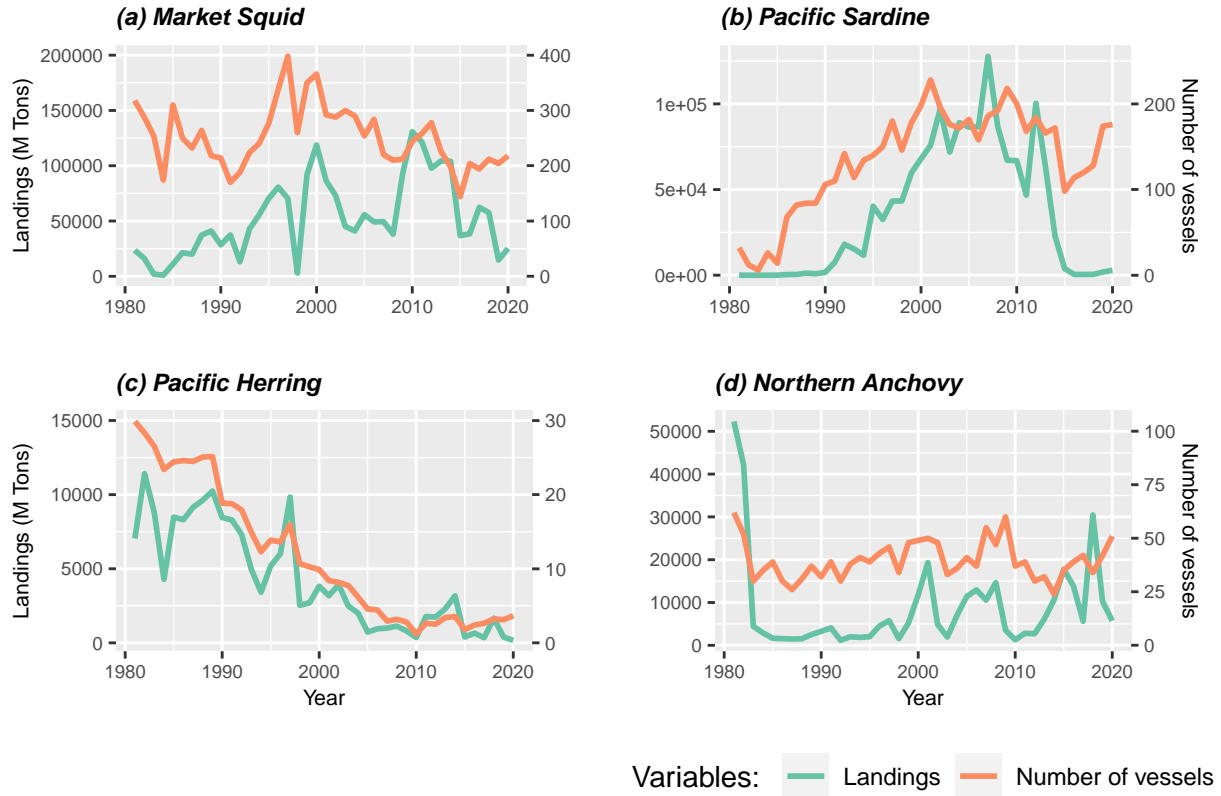 (a) Market Squid
(b) Pacific Sardine
200000
150000
100000
50000
0
400
300
200
100
0
1e+05
5e+04
0e+00
200
100
0
Landings (M Tons)
Number of vessels
1980 1990 2000 2010 2020
1980 1990 2000 2010 2020
(c) Pacific Herring
(d) Northern Anchovy
15000
10000
5000
0
30
20
10
0
50000
40000
30000
20000
10000
0
100
75
50
25
0
Landings (M Tons)
Number of vessels
1980 1990 2000 2010 2020
1980 1990 2000 2010 2020
Year
Year
Variables: Landings Number of vessels